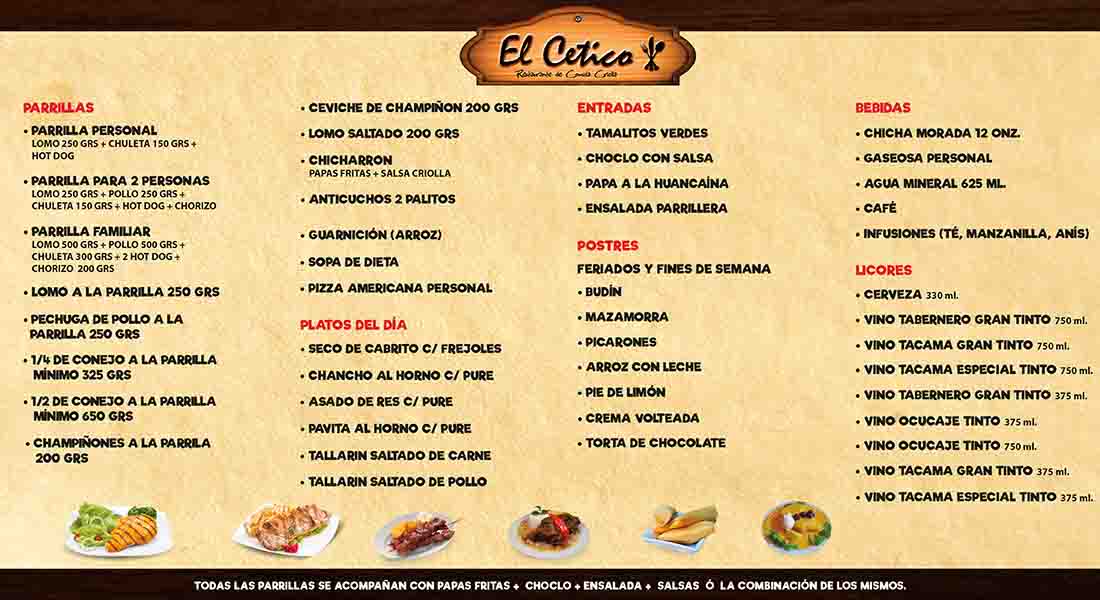 El Cetico
Restaurante de Comida Criolla
PARRILLAS
• PARRILLA PERSONAL
LOMO 250 GRS + CHULETA 150 GRS +
HOT DOG
• PARRILLA PARA 2 PERSONAS
LOMO 250 GRS + POLLO 250 GRS +
CHULETA 150 GRS + HOT DOG + CHORIZO
• PARRILLA FAMILIAR
LOMO 500 GRS + POLLO 500 GRS +
CHULETA 300 GRS + 2 HOT DOG +
CHORIZO 200 GRS
• LOMO A LA PARRILLA 250 GRS
• PECHUGA DE POLLO A LA
PARRILLA 250 GRS
• 1/4 DE CONEJO A LA PARRILLA
MÍNIMO 325 GRS
• 1/2 DE CONEJO A LA PARRILLA
MÍNIMO 650 GRS
• CHAMPIÑONES A LA PARRILA
200 GRS
• CEVICHE DE CHAMPIÑON 200 GRS
• LOMO SALTADO 200 GRS
• CHICHARRON
PAPAS FRITAS + SALSA CRIOLLA
• ANTICUCHOS 2 PALITOS
• GUARNICIÓN (ARROZ)
• SOPA DE DIETA
• PIZZA AMERICANA PERSONAL
PLATOS DEL DÍA
• SECO DE CABRITO C/ FREJOLES
• CHANCHO AL HORNO C/ PURE
• ASADO DE RES C/ PURE
• PAVITA AL HORNO C/ PURE
• TALLARIN SALTADO DE CARNE
• TALLARIN SALTADO DE POLLO
ENTRADAS
• TAMALITOS VERDES
• CHOCLO CON SALSA
• PAPA A LA HUANCAÍNA
• ENSALADA PARRILLERA
POSTRES
FERIADOS Y FINES DE SEMANA
• BUDÍN
• MAZAMORRA
• PICARONES
• ARROZ CON LECHE
• PIE DE LIMÓN
• CREMA VOLTEADA
• TORTA DE CHOCOLATE
BEBIDAS
• CHICHA MORADA 12 ONZ.
• GASEOSA PERSONAL
• AGUA MINERAL 625 ML.
• CAFÉ
• INFUSIONES (TÉ, MANZANILLA, ANÍS)
LICORES
• CERVEZA 330 ml.
• VINO TABERNERO GRAN TINTO 750 ml.
• VINO TACAMA GRAN TINTO 750 ml.
• VINO TACAMA ESPECIAL TINTO 750 ml.
• VINO TABERNERO GRAN TINTO 375 ml.
• VINO OCUCAJE TINTO 375 ml.
• VINO OCUCAJE TINTO 750 ml.
• VINO TACAMA GRAN TINTO 375 ml.
• VINO TACAMA ESPECIAL TINTO 375 ml.
TODAS LAS PARRILLAS SE ACOMPAÑAN CON PAPAS FRITAS + CHOCLO + ENSALADA + SALSAS Ó LA COMBINACIÓN DE LOS MISMOS.